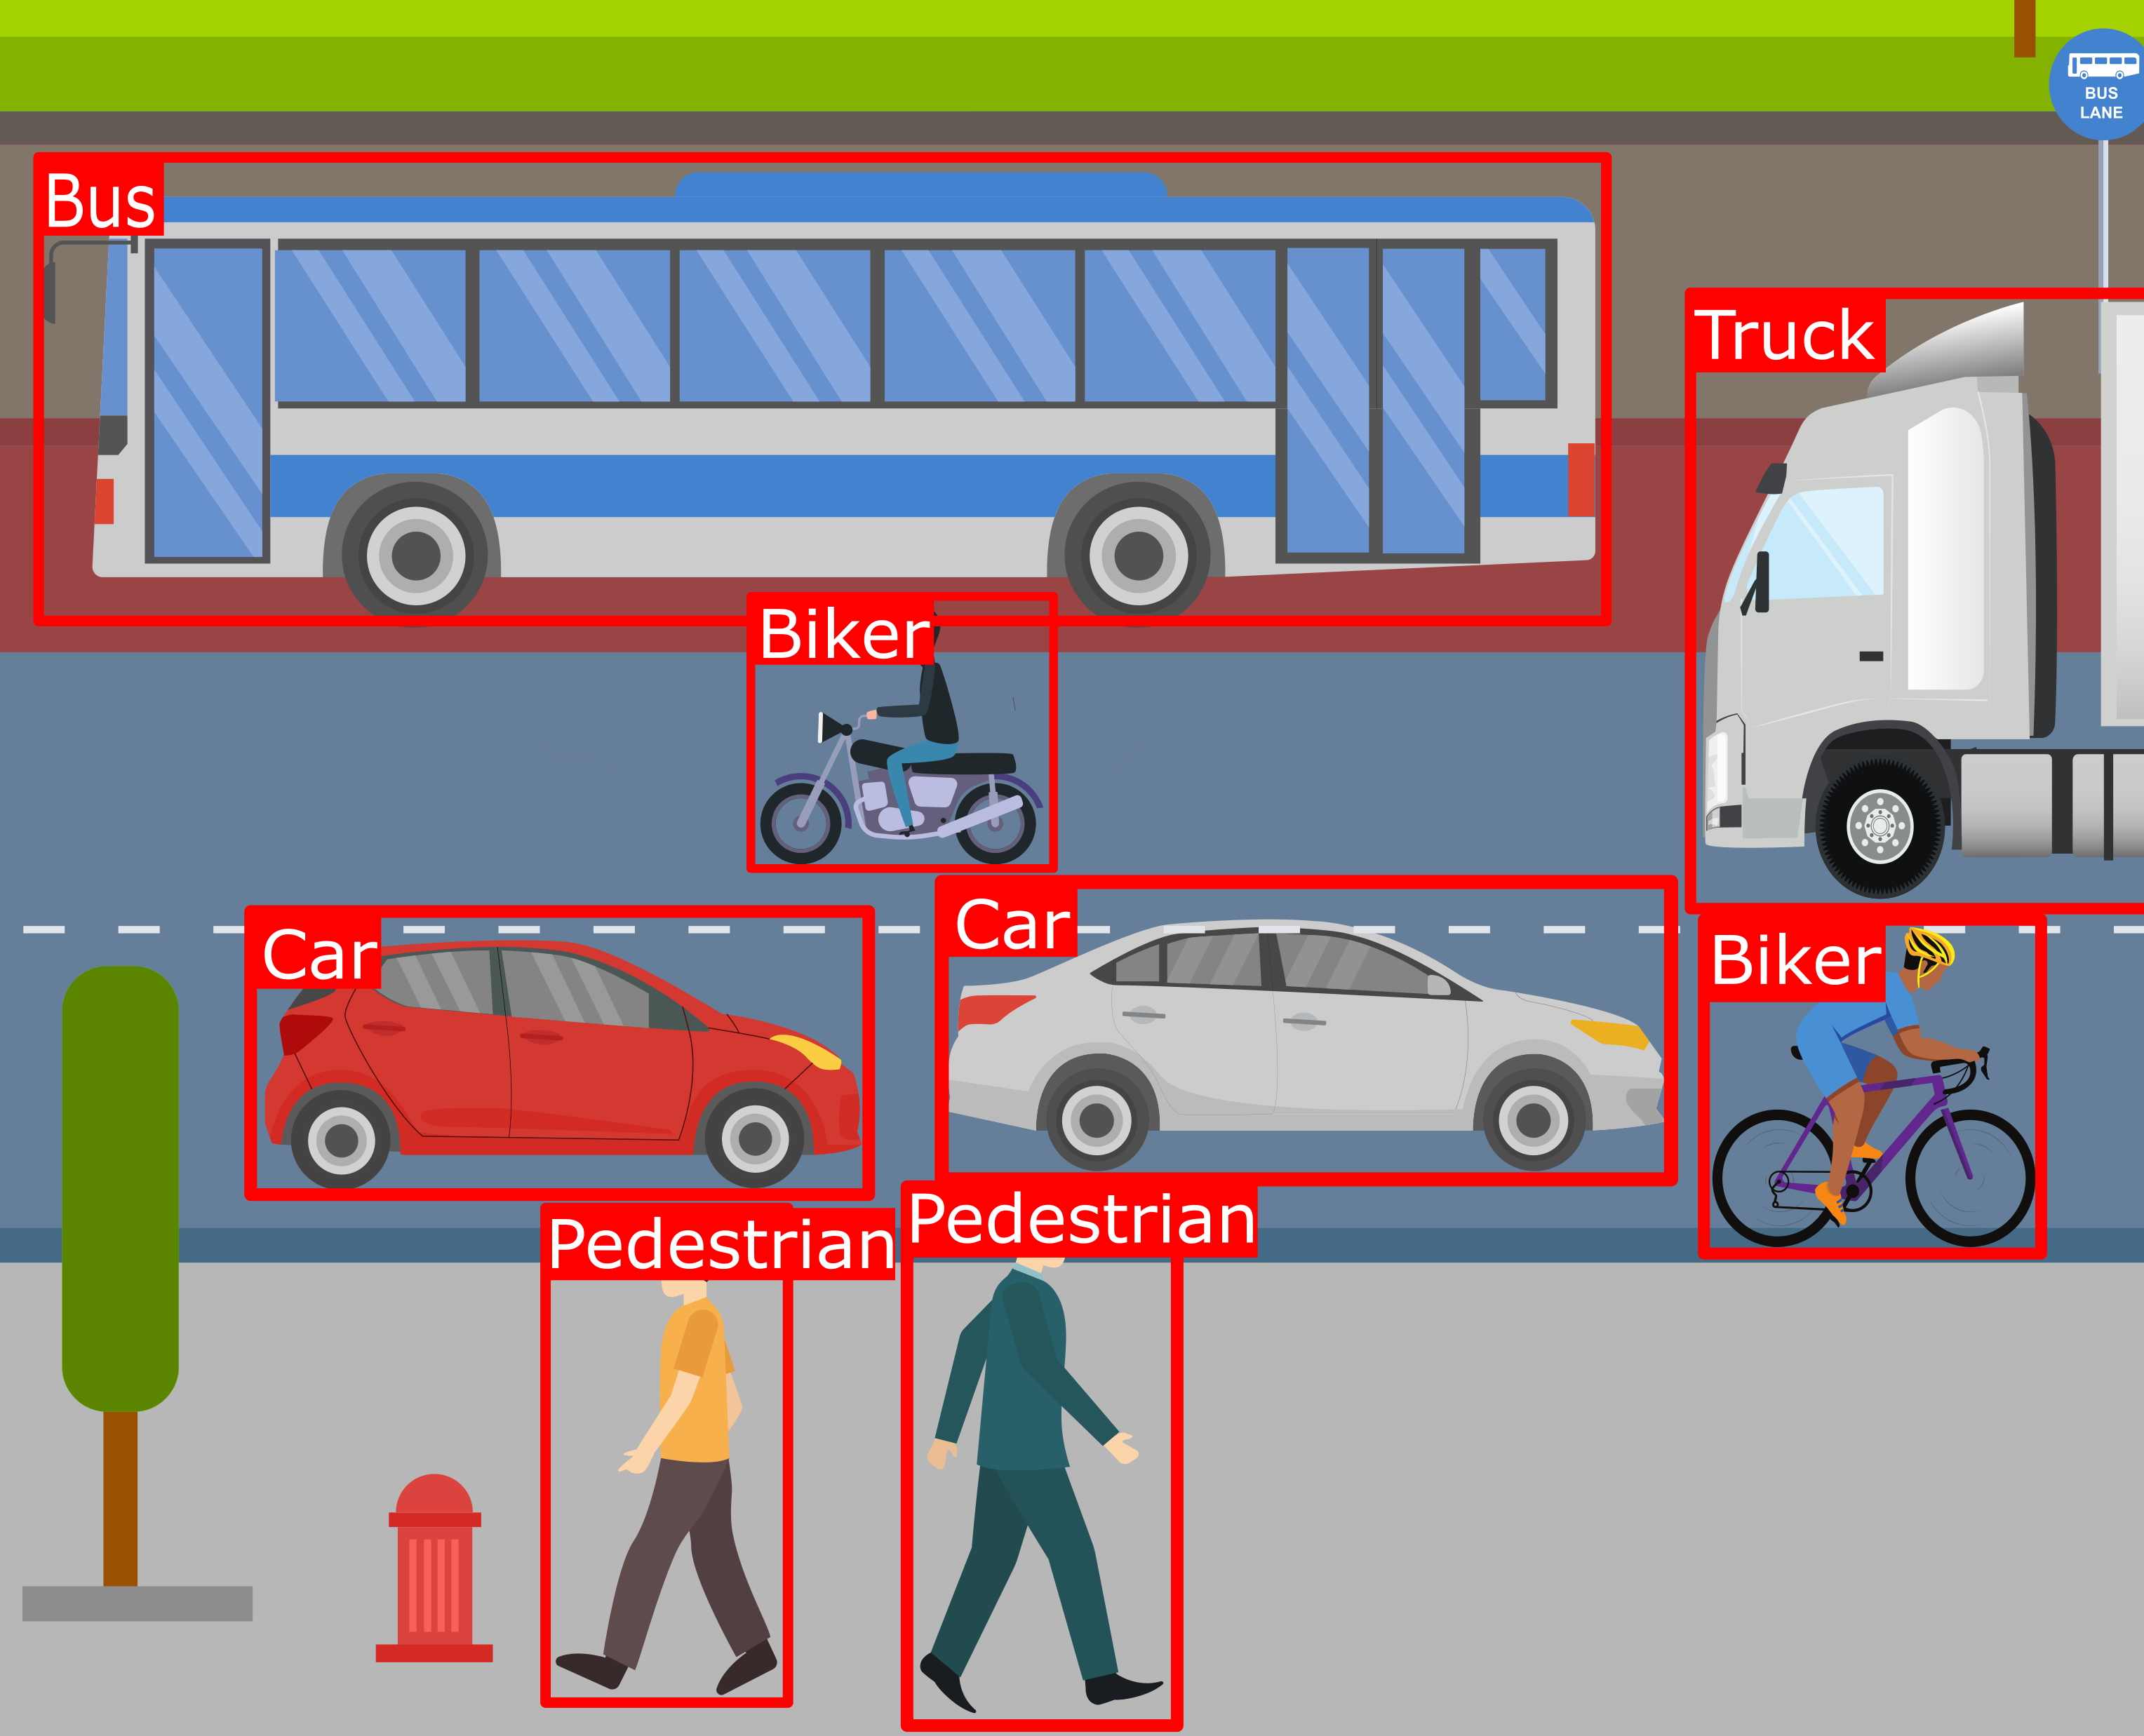 BUS
LANE
Bus
Truck
Biker
Car
Car
Biker
Pedestrian
Pedestrian